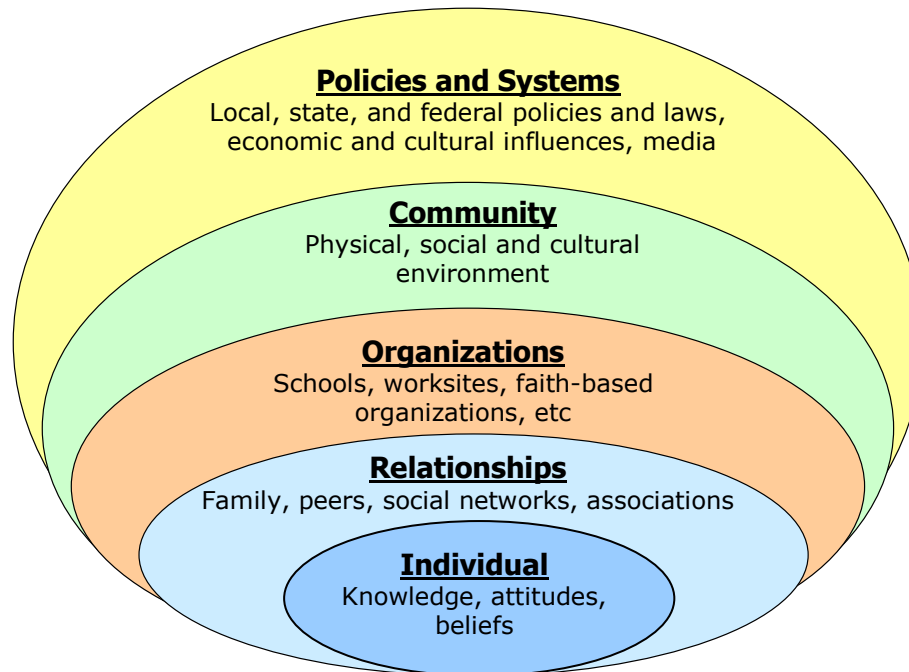 Policies and Systems
Local, state, and federal policies and laws,
economic and cultural influences, media
Community
Physical, social and cultural
environment
Organizations
Schools, worksites, faith-based
organizations, etc
Relationships
Family, peers, social networks, associations
Individual
Knowledge, attitudes,
beliefs